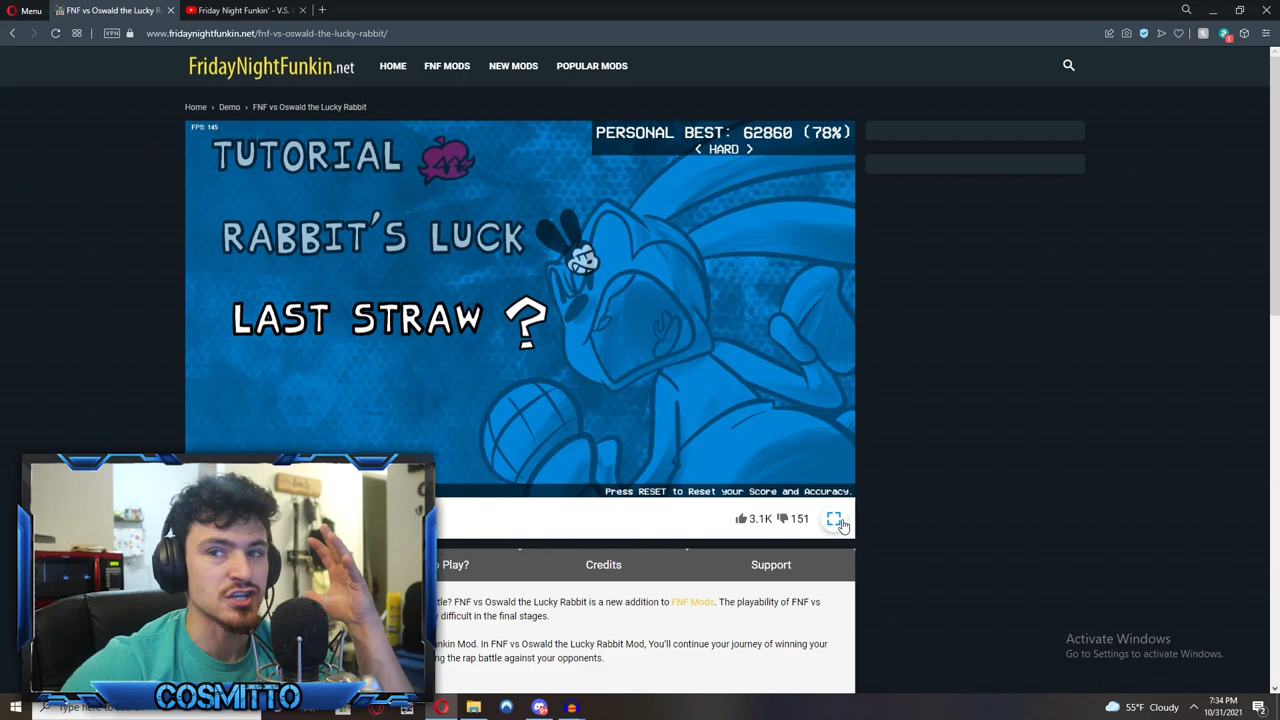 Menu
FNF vs Oswald the Lucky R
Friday Night Funkin' - V.S.
VPN
www.fridaynightfunkin.net/fnf-vs-oswald-the-lucky-rabbit/
FridayNightFunkin.net
HOME
FNF MODS
NEW MODS
POPULAR MODS
Home › Demo › FNF vs Oswald the Lucky Rabbit
FPS: 145
PERSONAL BEST: 62860 (78%)
< HARD >
TUTORIAL
RABBIT'S LUCK
LAST STRAW ?
Press RESET to Reset your Score and Accuracy.
3.1K 151
Play?
Credits
Support
tle? FNF vs Oswald the Lucky Rabbit is a new addition to FNF Mods. The playability of FNF vs
difficult in the final stages.
nkin Mod. In FNF vs Oswald the Lucky Rabbit Mod, You'll continue your journey of winning your
ng the rap battle against your opponents.
Activate Windows
Go to Settings to activate Windows.
COSMITTO
55°F Cloudy
7:34 PM
10/31/2021
2